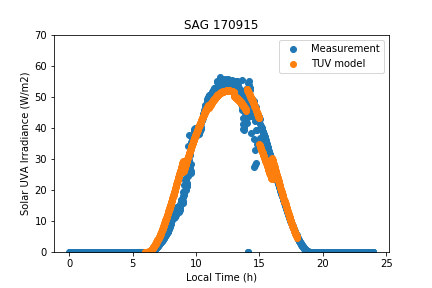 SAG 170915
Solar UVA Irradiance (W/m2)
70
60
50
40
30
20
10
0
Measurement
TUV model
0 5 10 15 20 25
Local Time (h)